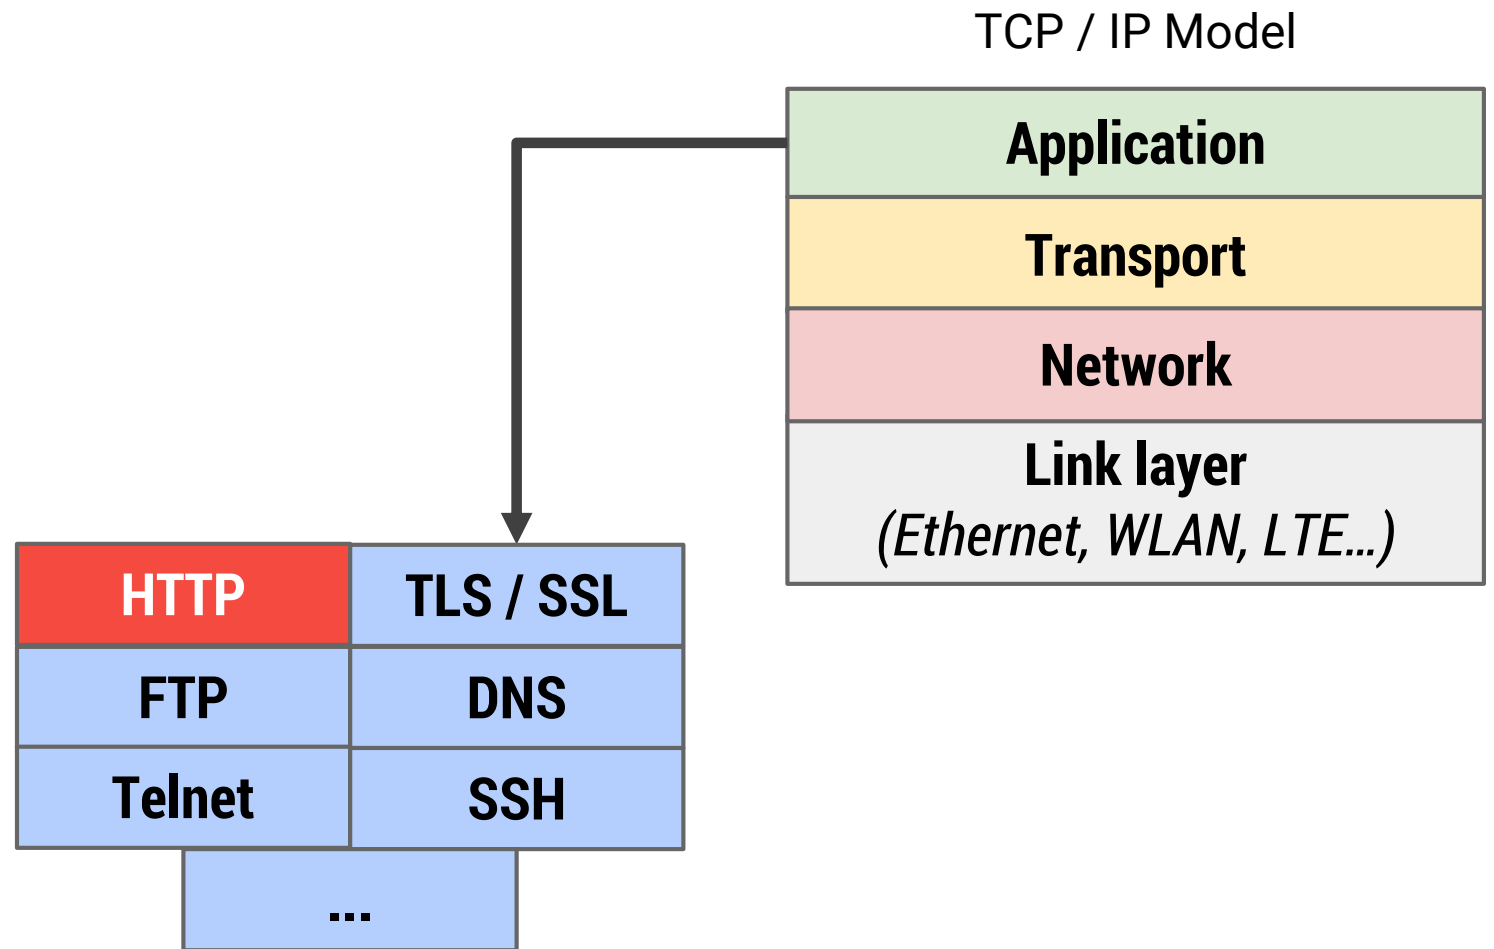 TCP / IP Model
Application
Transport
Network
Link layer
(Ethernet, WLAN, LTE...)
HTTP
TLS / SSL
FTP
DNS
Telnet
SSH
...